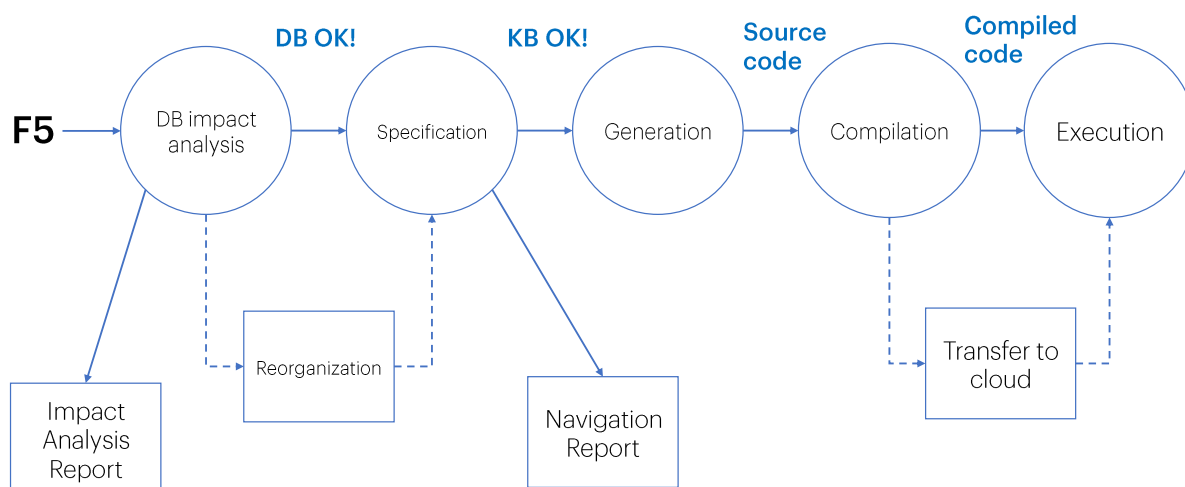 DB OK!
KB OK!
Source
code
Compiled
code
F5
DB impact
analysis
Specification
Generation
Compilation
Execution
Reorganization
Transfer to
cloud
Impact
Analysis
Report
Navigation
Report